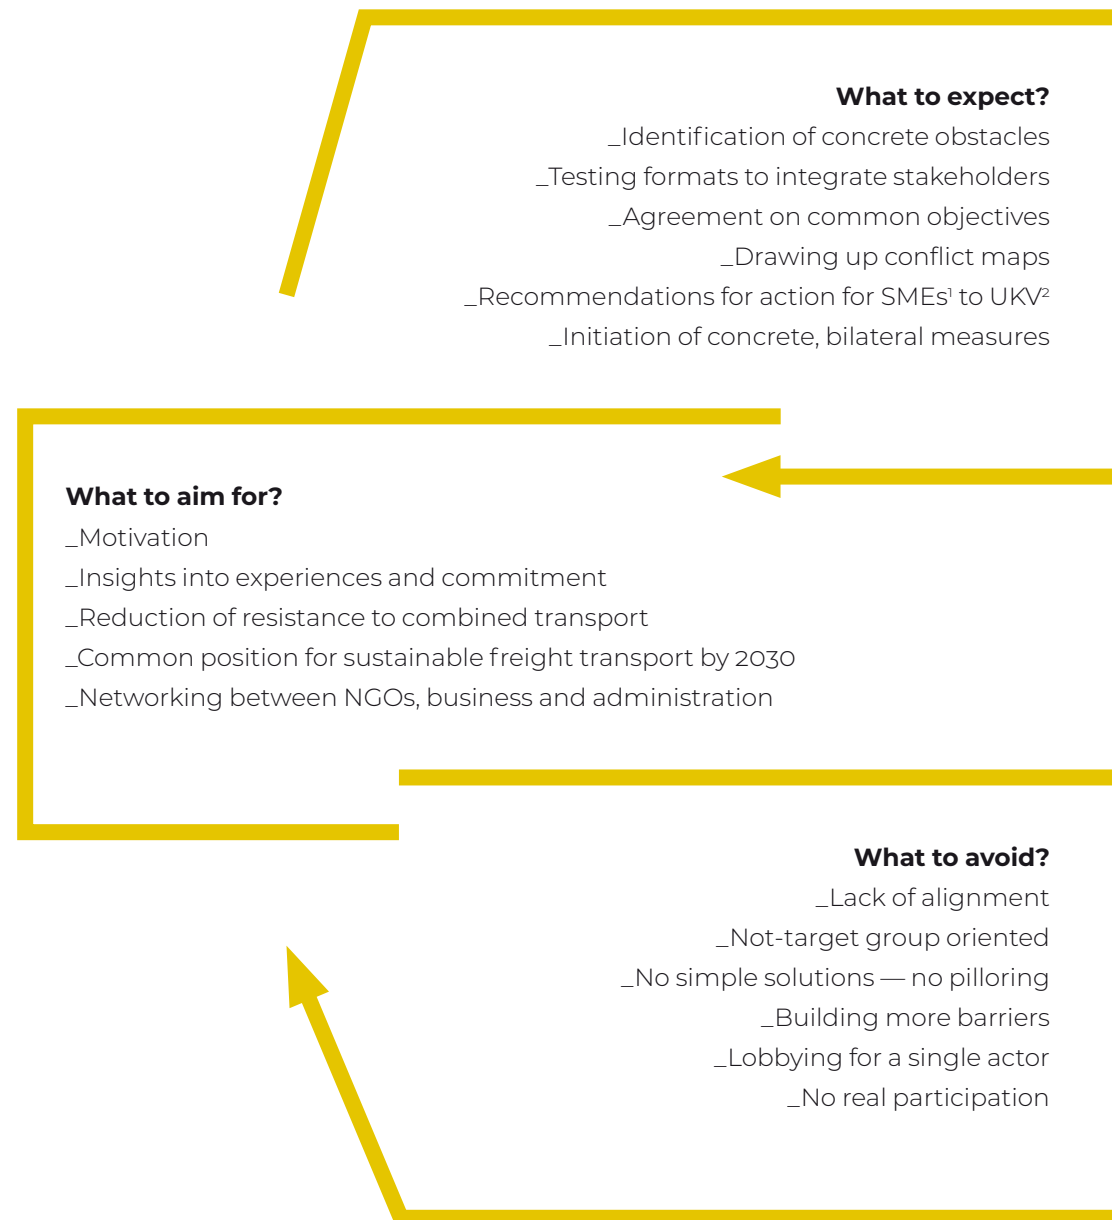 What to expect?
_Identification of concrete obstacles
_Testing formats to integrate stakeholders
_Agreement on common objectives
_Drawing up conflict maps
_Recommendations for action for SMEs¹ to UKV²
_Initiation of concrete, bilateral measures
What to aim for?
_Motivation
_Insights into experiences and commitment
_Reduction of resistance to combined transport
_Common position for sustainable freight transport by 2030
_Networking between NGOs, business and administration
What to avoid?
_Lack of alignment
_Not-target group oriented
_No simple solutions — no pilloring
_Building more barriers
_Lobbying for a single actor
_No real participation